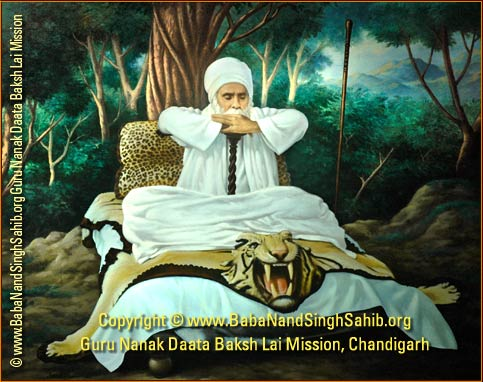 © www.BabaNandSinghSahib.org Guru Nanak Daata Baksh Lai Mission
Copyright © www.BabaNandSinghSahib.org
Guru Nanak Daata Baksh Lai Mission, Chandigarh